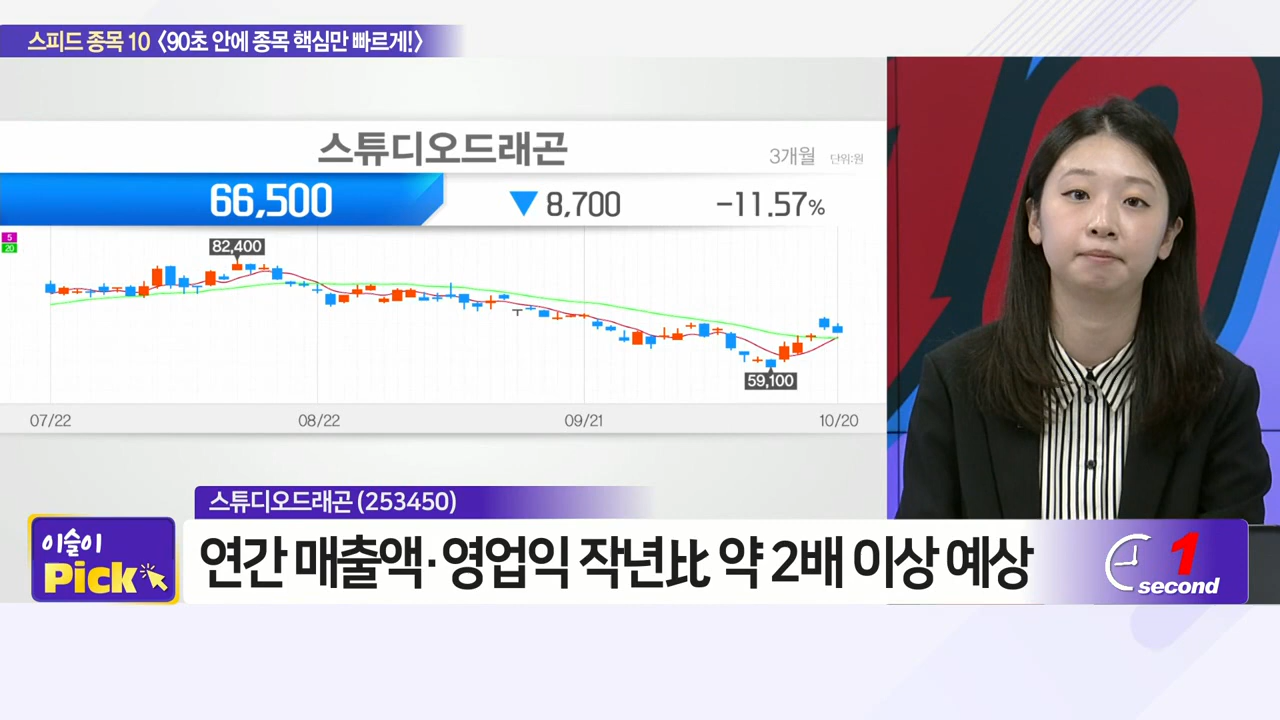 스피드 종목 10 〈90초 안에 종목 핵심만 빠르게!〉
스튜디오드래곤
3개월 단위:원
66,500 ▼ 8,700 -11.57%
5
20
82,400
59,100
07/22 08/22 09/21 10/20
스튜디오드래곤 (253450)
이슬이
Pick
연간 매출액·영업익 작년比 약 2배 이상 예상
1
second